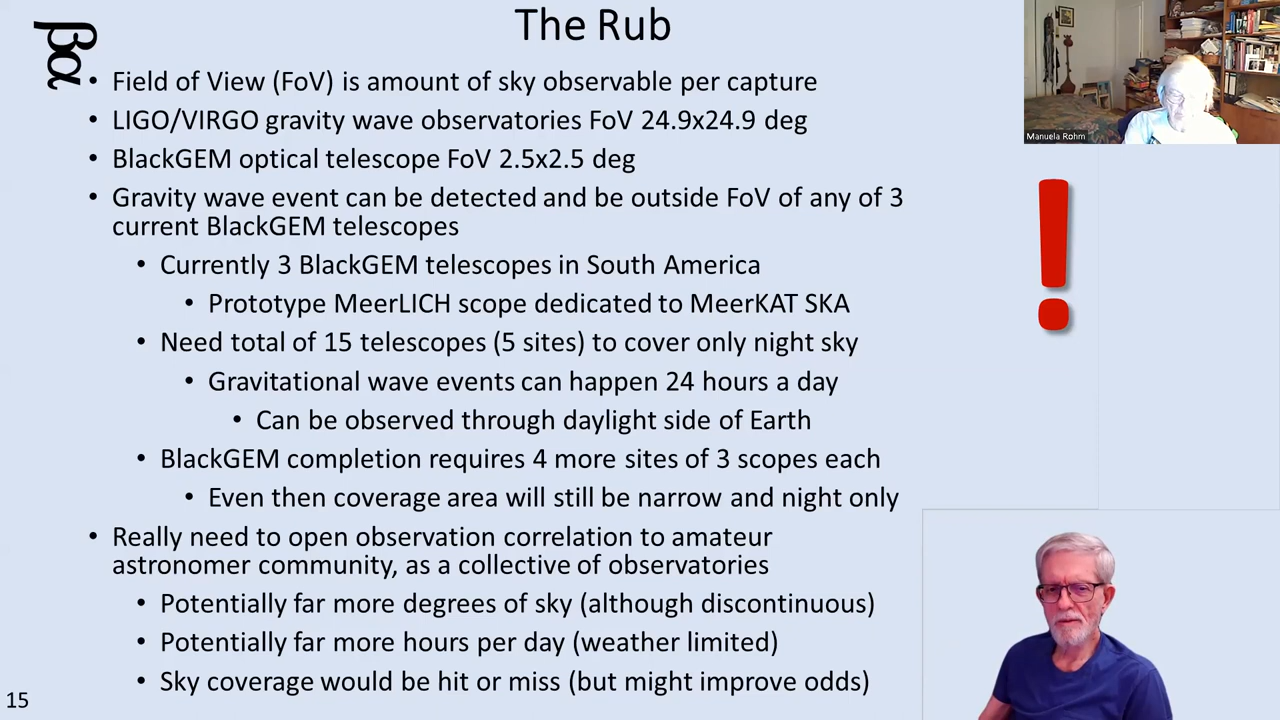 The Rub
βα
• Field of View (FoV) is amount of sky observable per capture
• LIGO/VIRGO gravity wave observatories FoV 24.9x24.9 deg
• BlackGEM optical telescope FoV 2.5x2.5 deg
• Gravity wave event can be detected and be outside FoV of any of 3
current BlackGEM telescopes
• Currently 3 BlackGEM telescopes in South America
• Prototype MeerLICH scope dedicated to MeerKAT SKA
• Need total of 15 telescopes (5 sites) to cover only night sky
• Gravitational wave events can happen 24 hours a day
• Can be observed through daylight side of Earth
• BlackGEM completion requires 4 more sites of 3 scopes each
• Even then coverage area will still be narrow and night only
• Really need to open observation correlation to amateur
astronomer community, as a collective of observatories
• Potentially far more degrees of sky (although discontinuous)
• Potentially far more hours per day (weather limited)
• Sky coverage would be hit or miss (but might improve odds)
15
Manuela Rohm
!